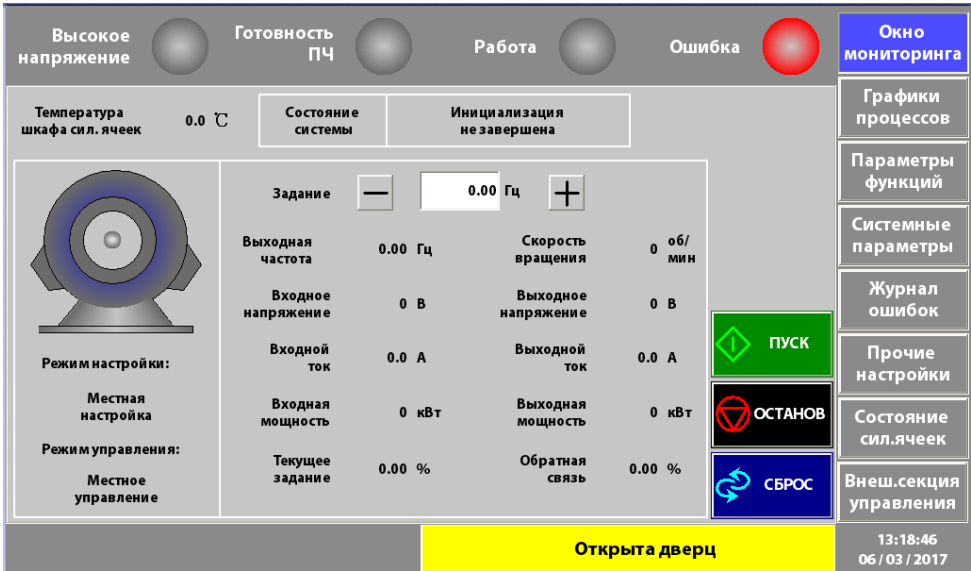 Высокое
напряжение
Готовность
ПЧ
Работа
Ошибка
Окно
мониторинга
Температура
шкафа сил. ячеек
0.0 ℃
Состояние
системы
Инициализация
не завершена
Графики
процессов
Параметры
функций
Системные
параметры
Журнал
ошибок
Прочие
настройки
Состояние
сил.ячеек
Внеш.секция
управления
Задание
0.00 Гц
Выходная
частота
0.00 Гц
Скорость
вращения
0 об/
мин
Входное
напряжение
0 В
Выходное
напряжение
0 В
Входной
ток
0.0 А
Выходной
ток
0.0 А
Входная
мощность
0 кВт
Выходная
мощность
0 кВт
Текущее
задание
0.00 %
Обратная
связь
0.00 %
Режим настройки:
Местная
настройка
Режим управления:
Местное
управление
ПУСК
ОСТАНОВ
СБРОС
Открыта дверц
13:18:46
06/03/2017